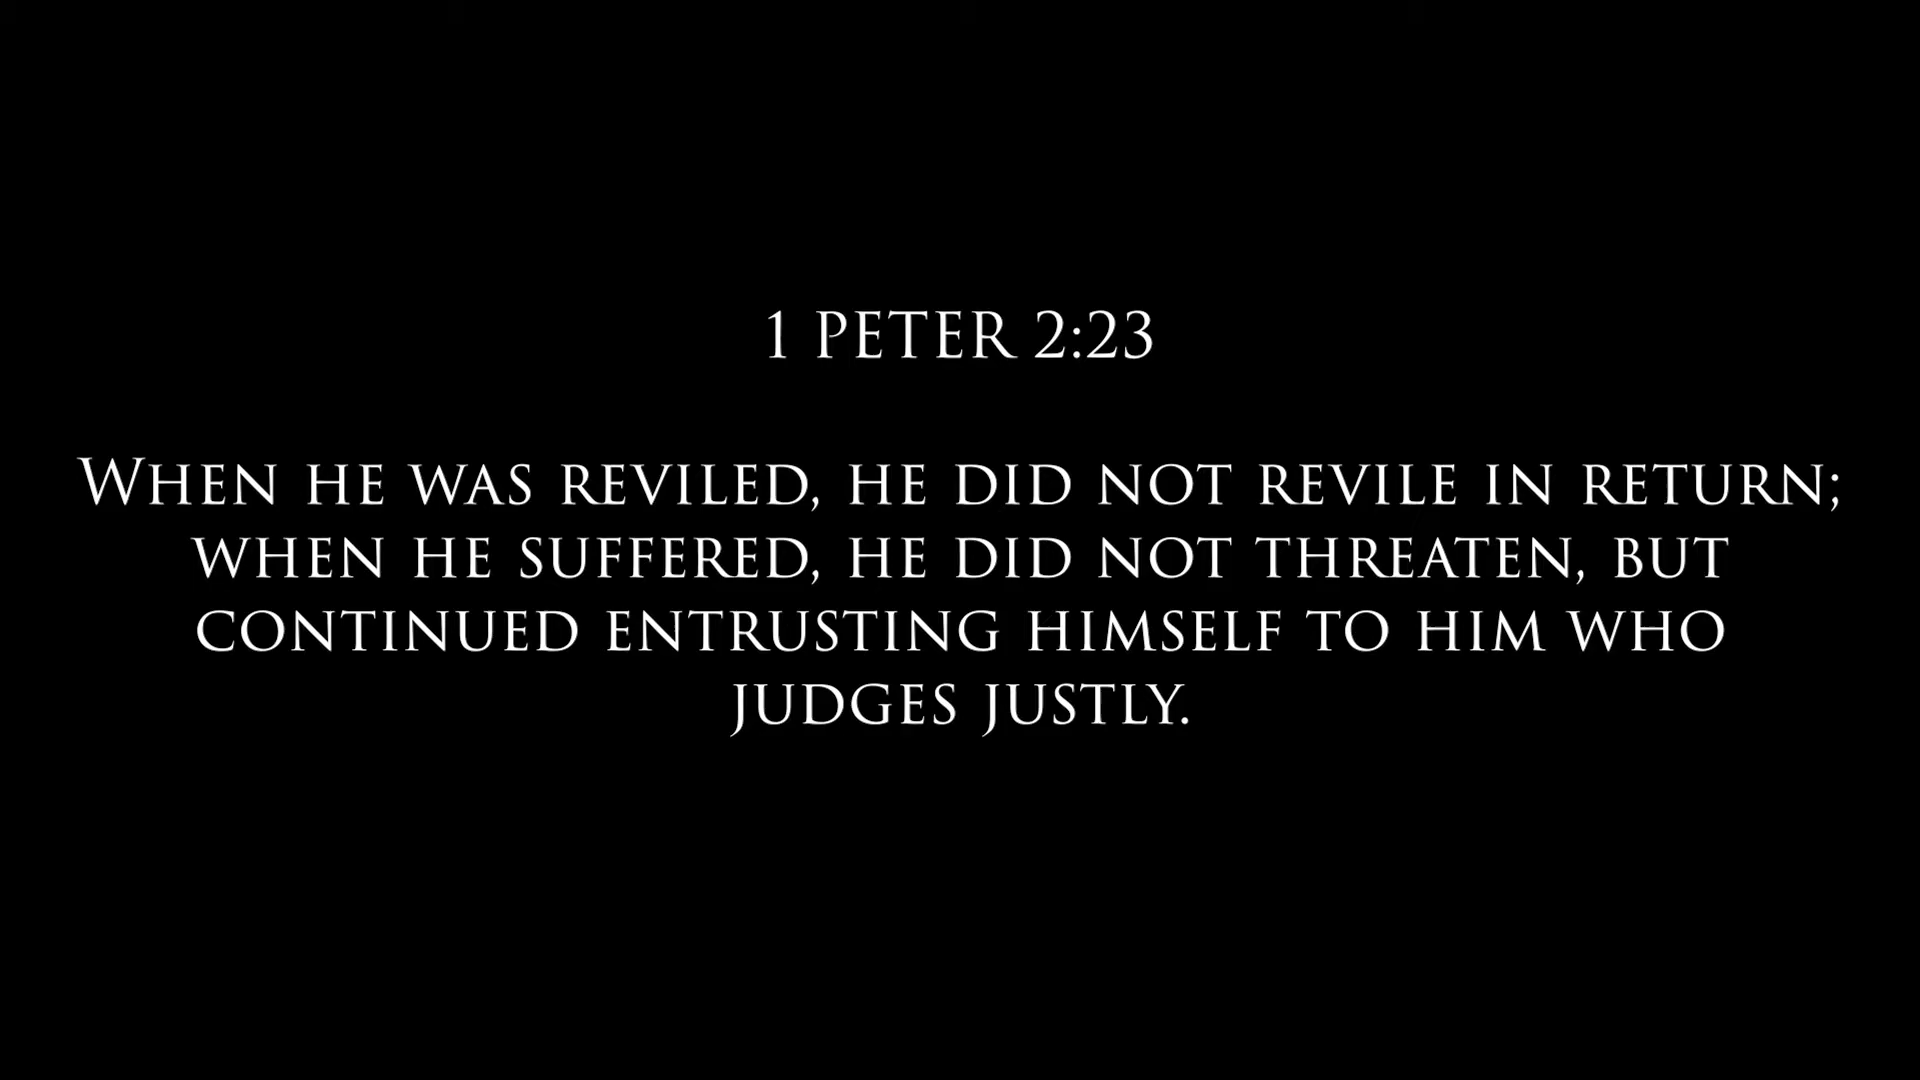 1 PETER 2:23
When he was reviled, he did not revile in return;
when he suffered, he did not threaten, but
continued entrusting himself to him who
judges justly.